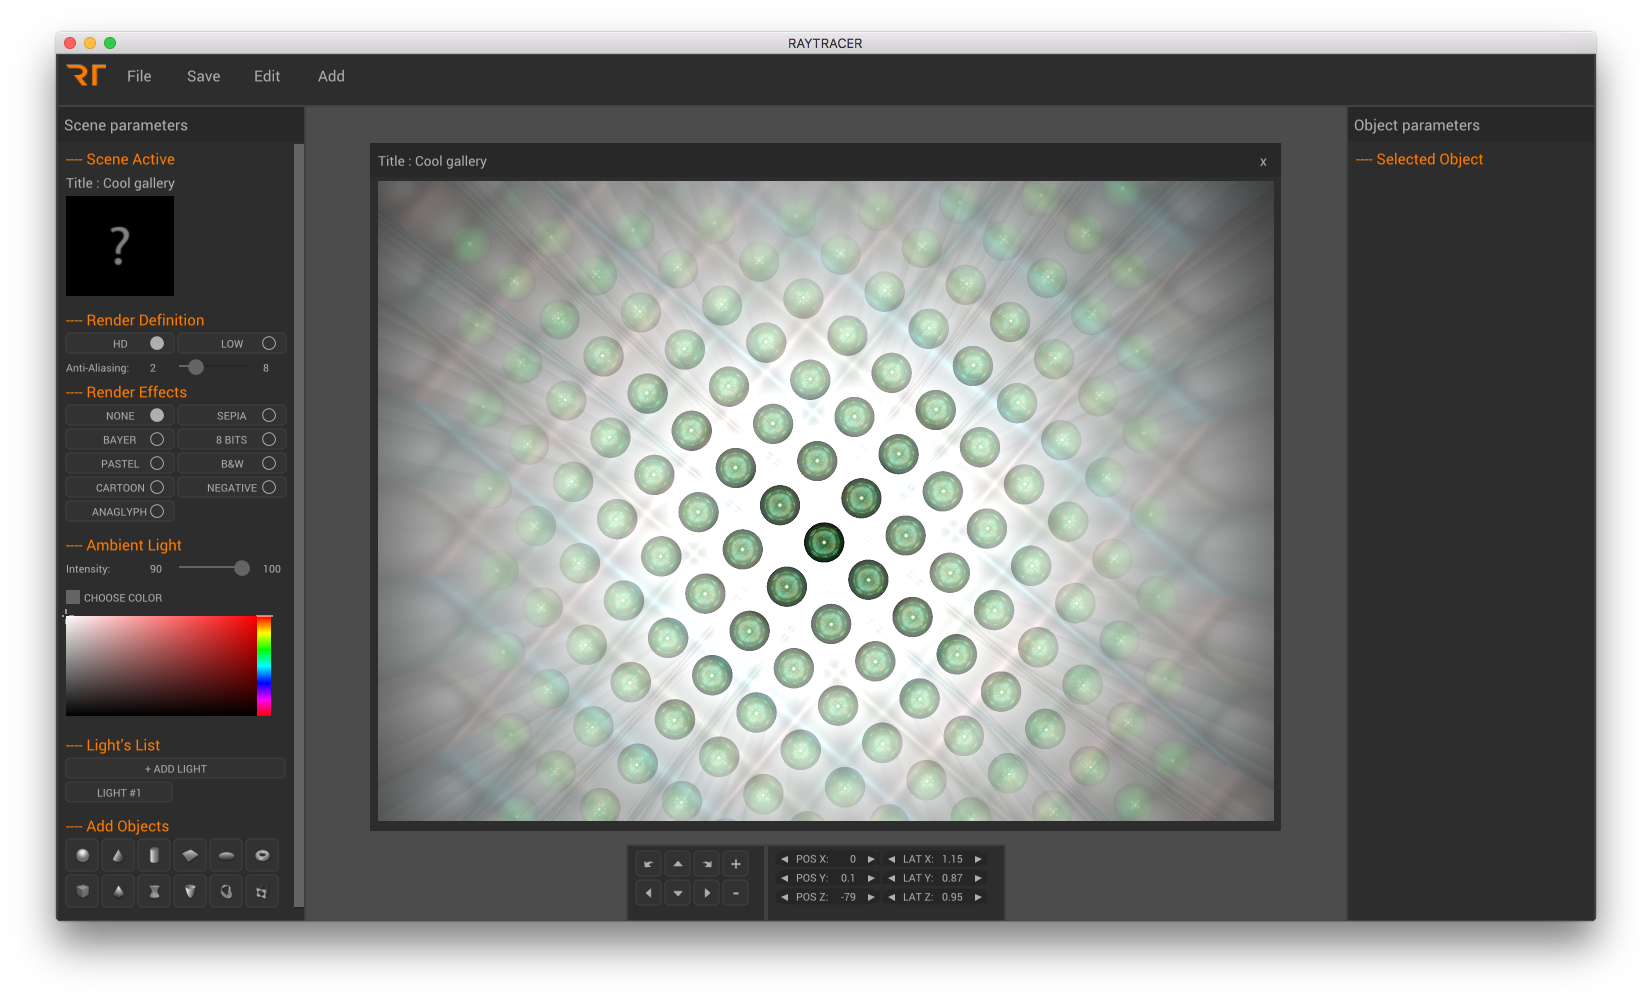 RAYTRACER
RT File Save Edit Add
Scene parameters
---- Scene Active
Title : Cool gallery
?
---- Render Definition
HD LOW
Anti-Aliasing: 2 8
---- Render Effects
NONE SEPIA
BAYER 8 BITS
PASTEL B&W
CARTOON NEGATIVE
ANAGLYPH
---- Ambient Light
Intensity: 90 100
CHOOSE COLOR
---- Light's List
+ ADD LIGHT
LIGHT #1
---- Add Objects
Title : Cool gallery x
+
-
POS X: 0 LAT X: 1.15
POS Y: 0.1 LAT Y: 0.87
POS Z: -79 LAT Z: 0.95
Object parameters
---- Selected Object